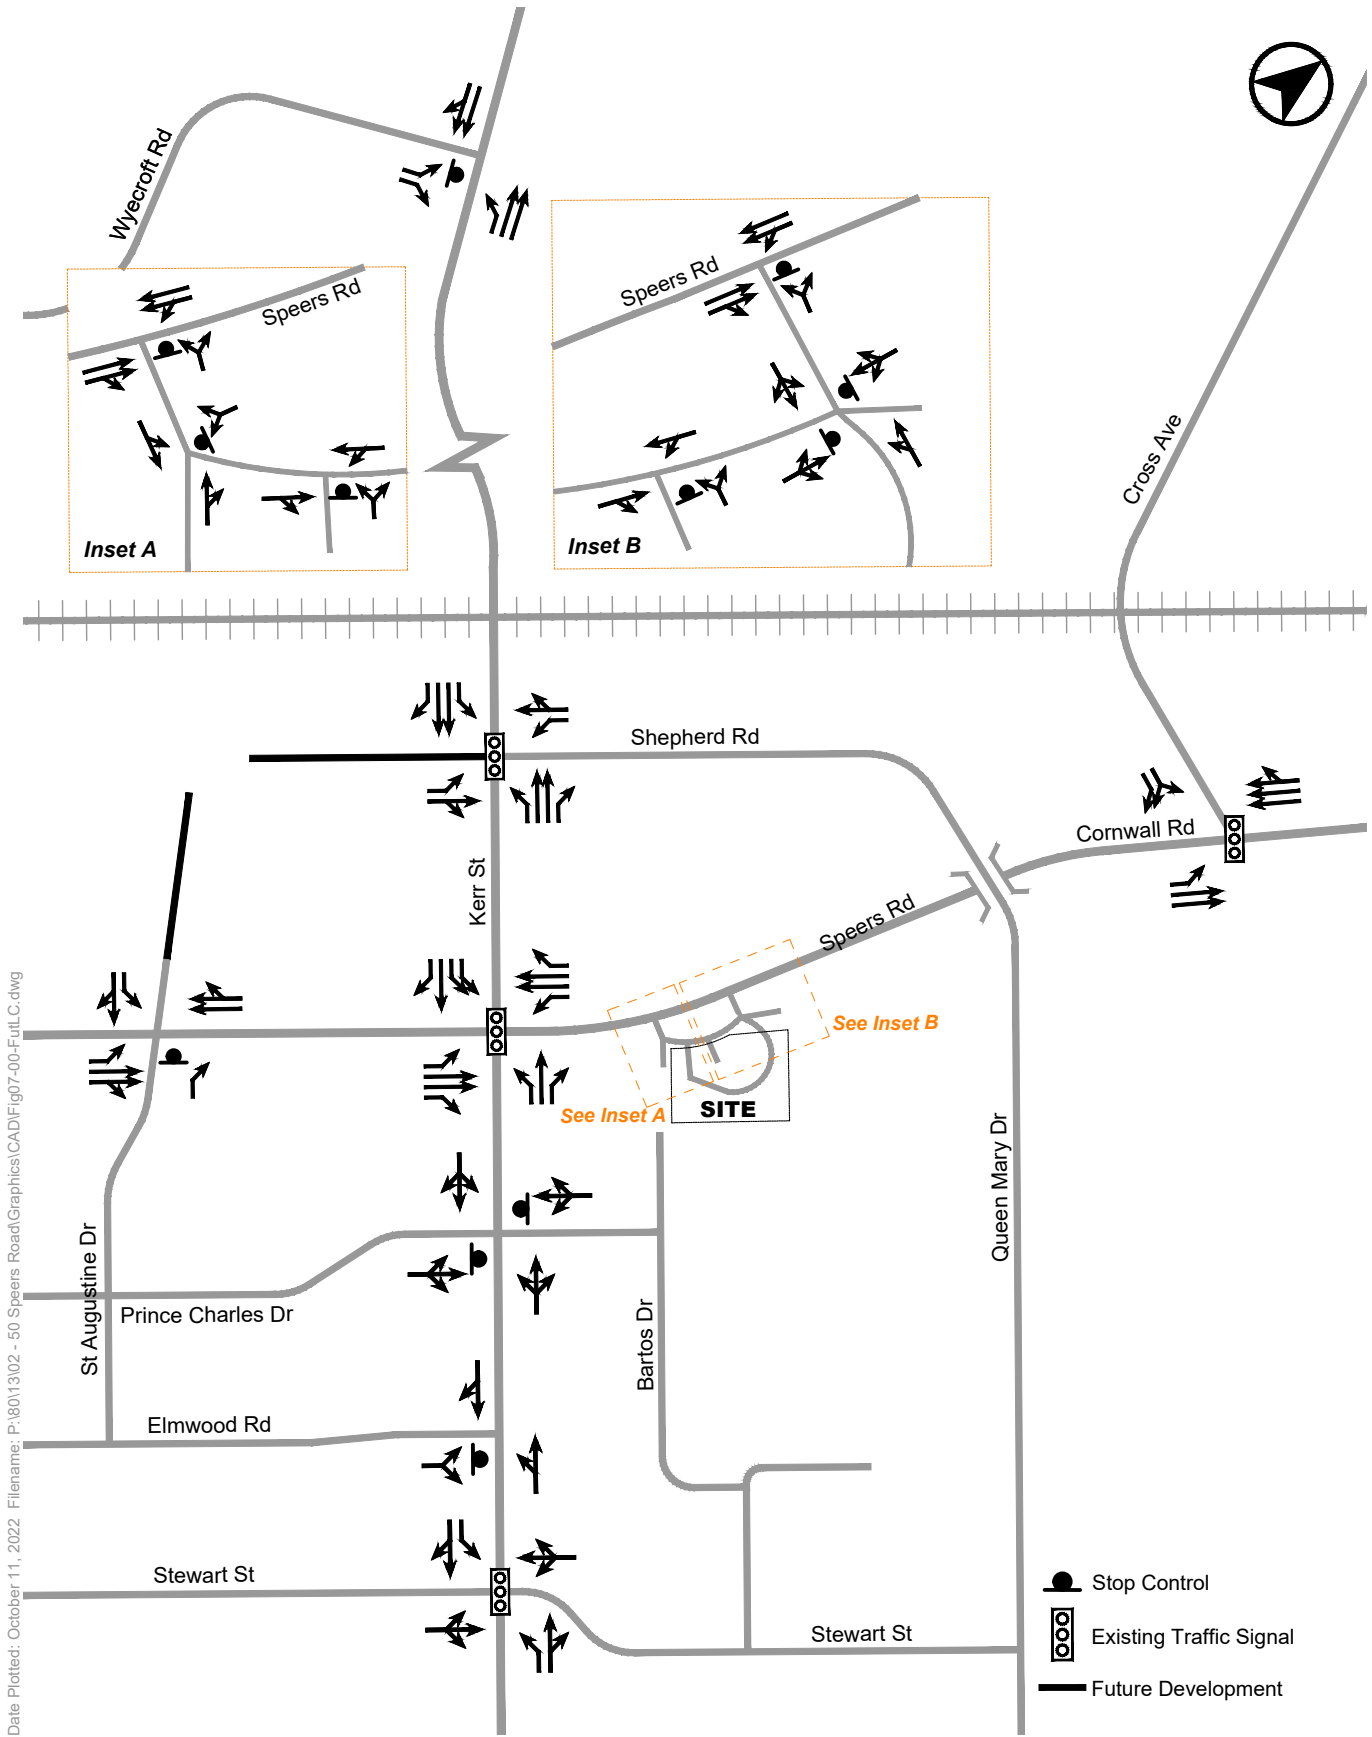 Wyecroft Rd
Speers Rd
Inset A
Speers Rd
Inset B
Cross Ave
Shepherd Rd
Kerr St
Cornwall Rd
Speers Rd
See Inset B
See Inset A
SITE
Queen Mary Dr
St Augustine Dr
Prince Charles Dr
Bartos Dr
Elmwood Rd
Stewart St
Stewart St
Stop Control
Existing Traffic Signal
Future Development
Date Plotted: October 11, 2022 Filename: P:\80\13\02 - 50 Speers Road\Graphics\CAD\Fig07-00-FutLC.dwg